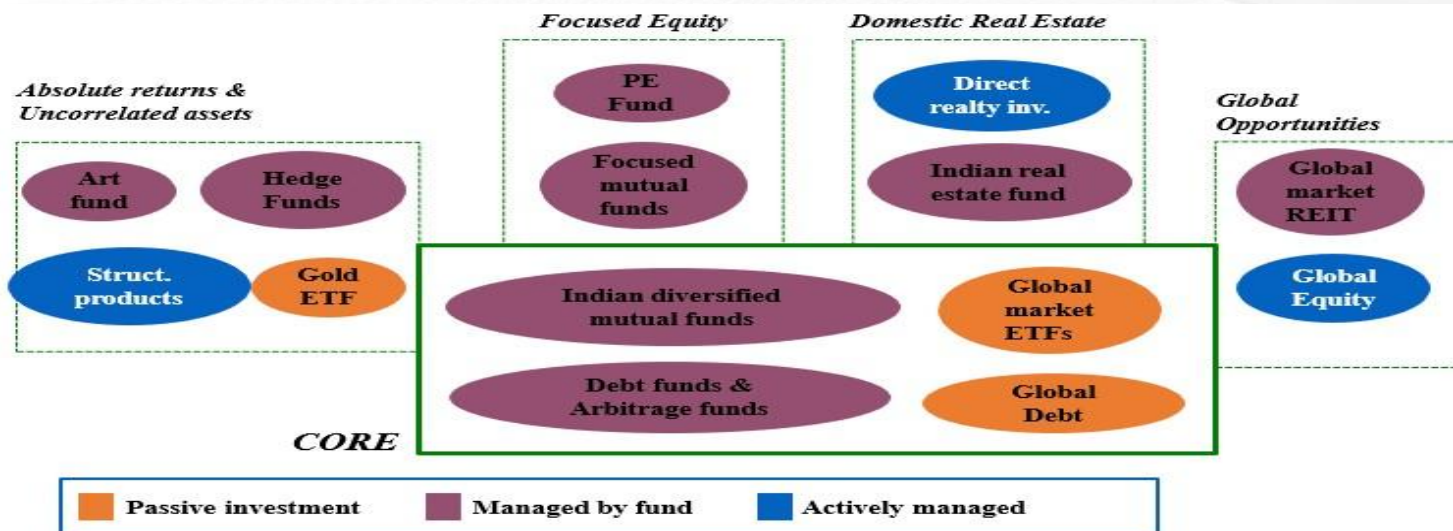 Focused Equity
Domestic Real Estate
Absolute returns &
Uncorrelated assets
Global
Opportunities
PE
Fund
Focused
mutual
funds
Direct
realty inv.
Indian real
estate fund
Art
fund
Hedge
Funds
Struct.
products
Gold
ETF
Global
market
REIT
Global
Equity
Indian diversified
mutual funds
Global
market
ETFs
Debt funds &
Arbitrage funds
Global
Debt
CORE
Passive investment
Managed by fund
Actively managed